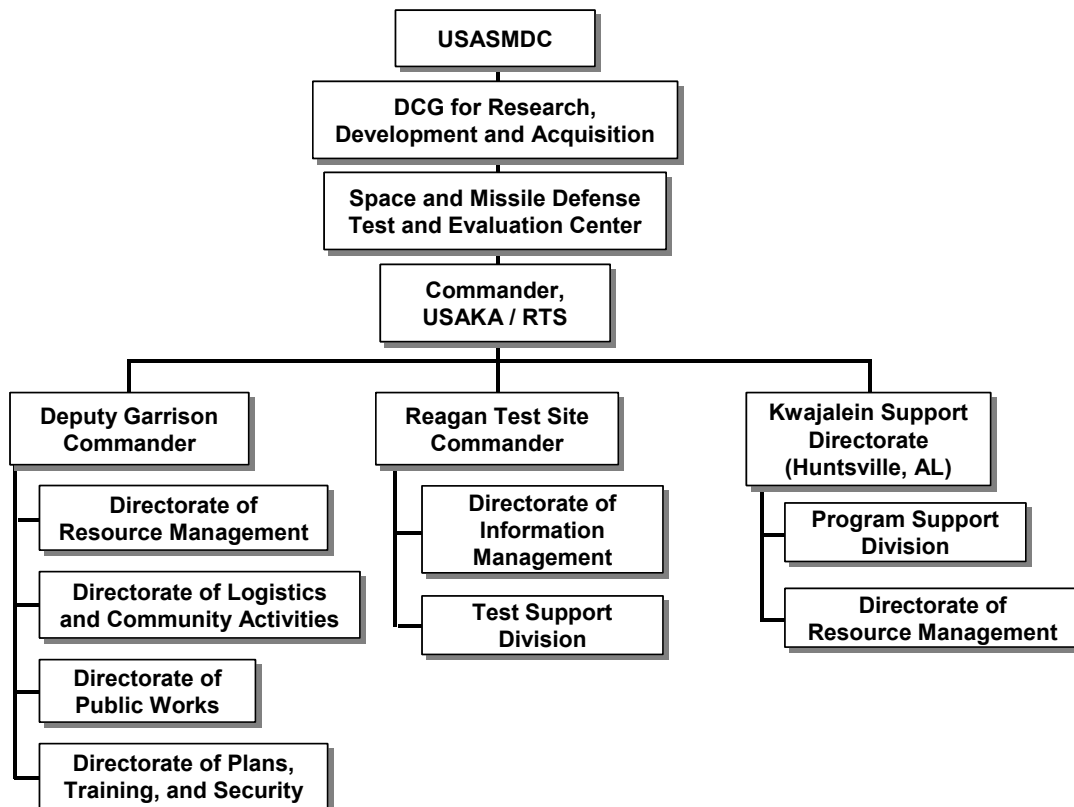 USASMDC
DCG for Research,
Development and Acquisition
Space and Missile Defense
Test and Evaluation Center
Commander,
USAKA / RTS
Deputy Garrison
Commander
Directorate of
Resource Management
Directorate of Logistics
and Community Activities
Directorate of
Public Works
Directorate of Plans,
Training, and Security
Reagan Test Site
Commander
Directorate of
Information
Management
Test Support
Division
Kwajalein Support
Directorate
(Huntsville, AL)
Program Support
Division
Directorate of
Resource Management